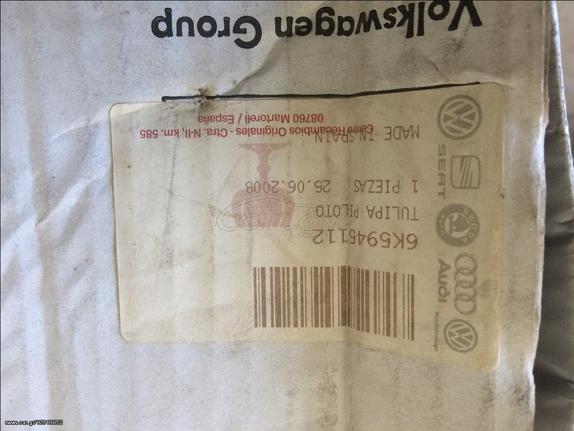 Volkswagen Group
Centro Recambios Originales - Ctra. N-II, km. 585
08760 Martorell / España
MADE IN SPAIN
1 PIEZAS 25.06.2008
TULIPA PILOTO
6K5945112
SEAT
SKODA
Audi